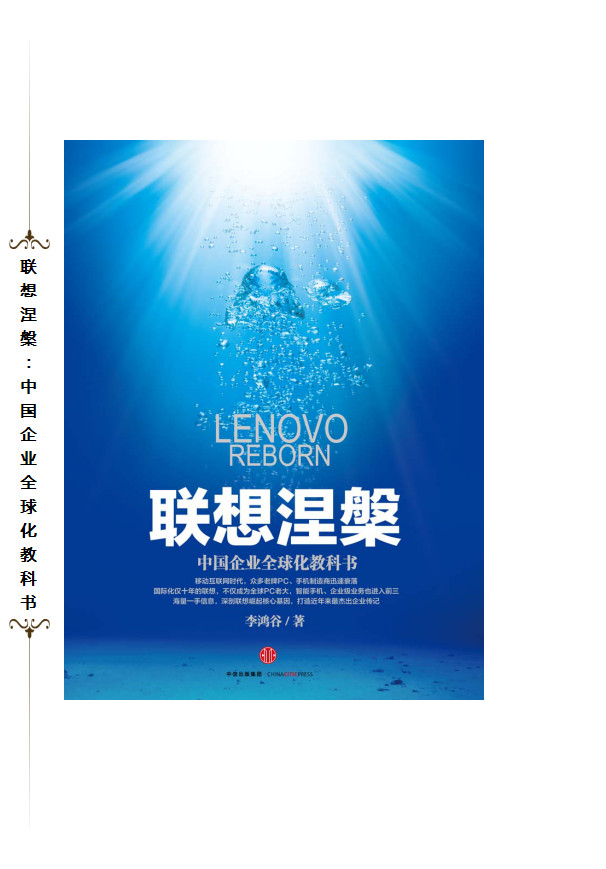 联想涅槃：中国企业全球化教科书
LENOVO
REBORN
联想涅槃
中国企业全球化教科书
移动互联网时代，众多老牌PC、手机制造商迅速衰落
国际化仅十年的联想，不仅成为全球PC老大，智能手机、企业级业务也进入前三
海量一手信息，深刻联想崛起核心基因，打造近年来最杰出企业传记
李鸿谷 / 著
中信出版集团·CHINACITICPRESS